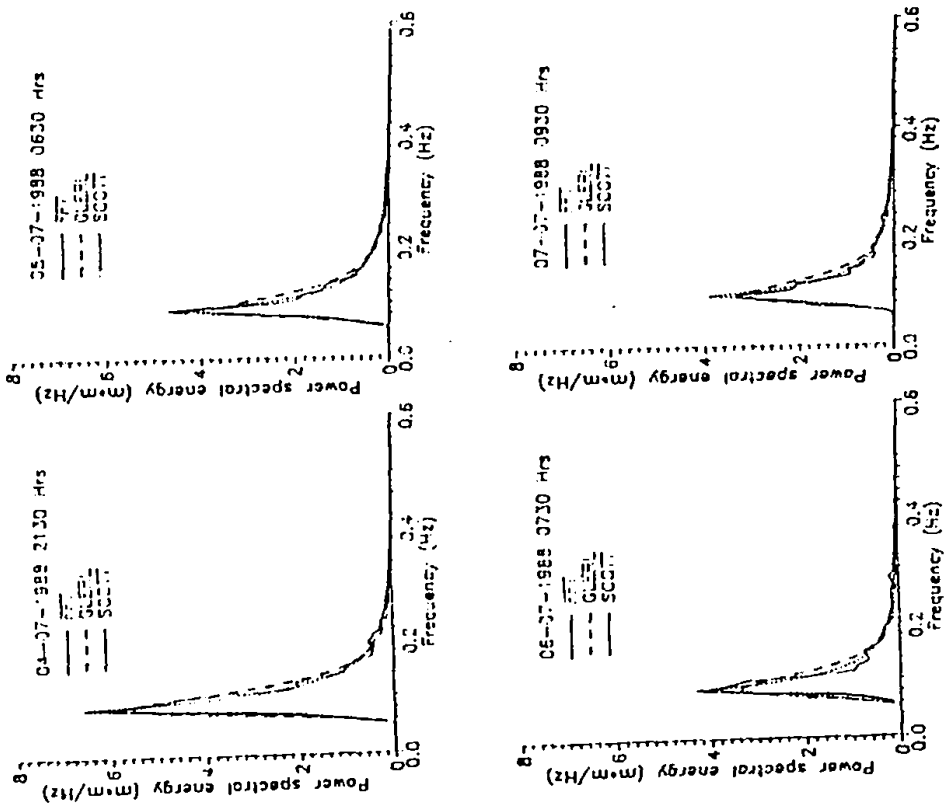 04-07-1988 2130 Hrs
SCOTT
8
6
4
2
0
Power spectral energy (m*m/Hz)
0.0
0.2
0.4
0.6
Frequency (Hz)
05-07-1988 0630 Hrs
SCOTT
8
6
4
2
0
Power spectral energy (m*m/Hz)
0.0
0.2
0.4
0.6
Frequency (Hz)
06-07-1988 0730 Hrs
SCOTT
8
6
4
2
0
Power spectral energy (m*m/Hz)
0.0
0.2
0.4
0.6
Frequency (Hz)
07-07-1988 0930 Hrs
SCOTT
8
6
4
2
0
Power spectral energy (m*m/Hz)
0.0
0.2
0.4
0.6
Frequency (Hz)